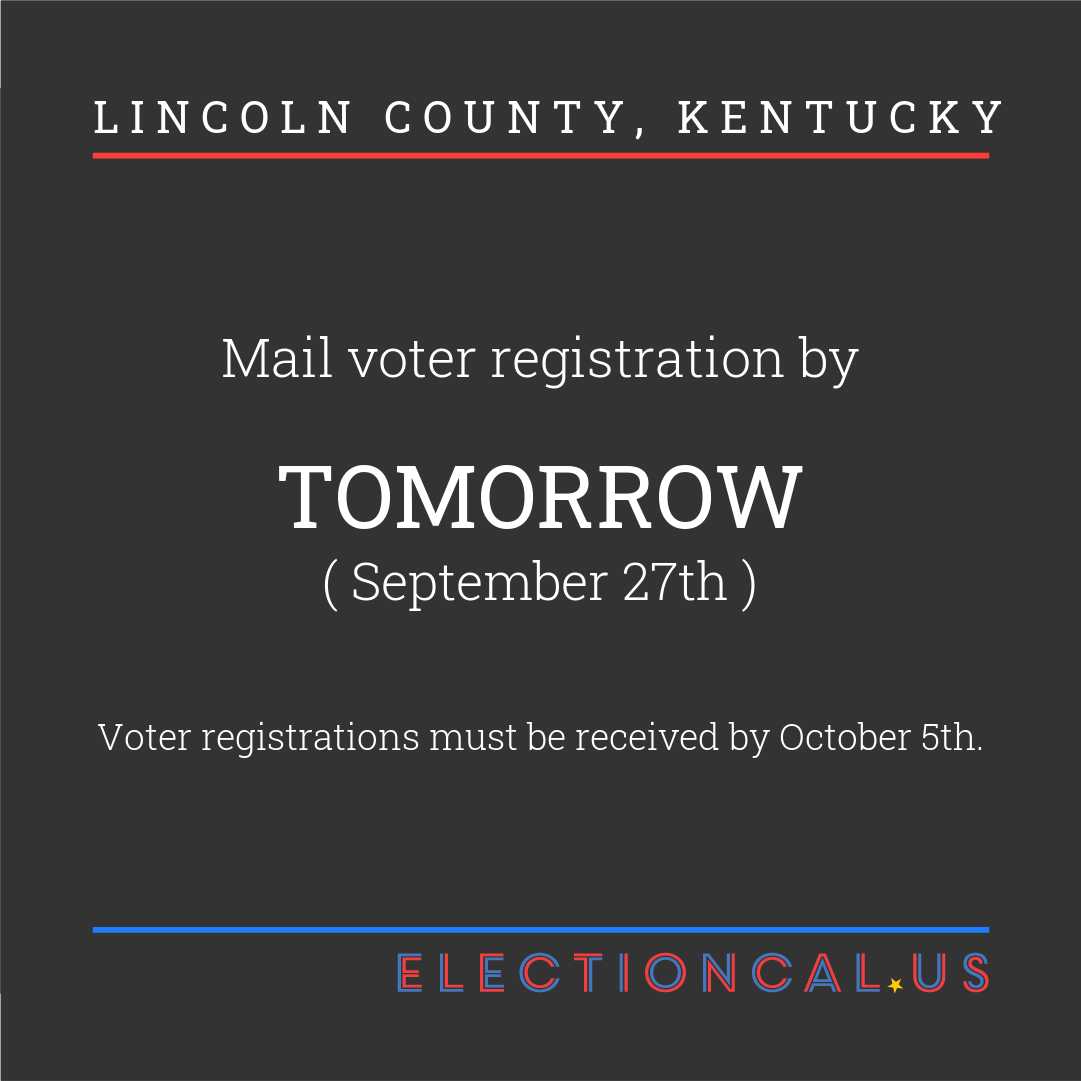 LINCOLN COUNTY, KENTUCKY
Mail voter registration by
TOMORROW
( September 27th )
Voter registrations must be received by October 5th.
ELECTIONCAL.US